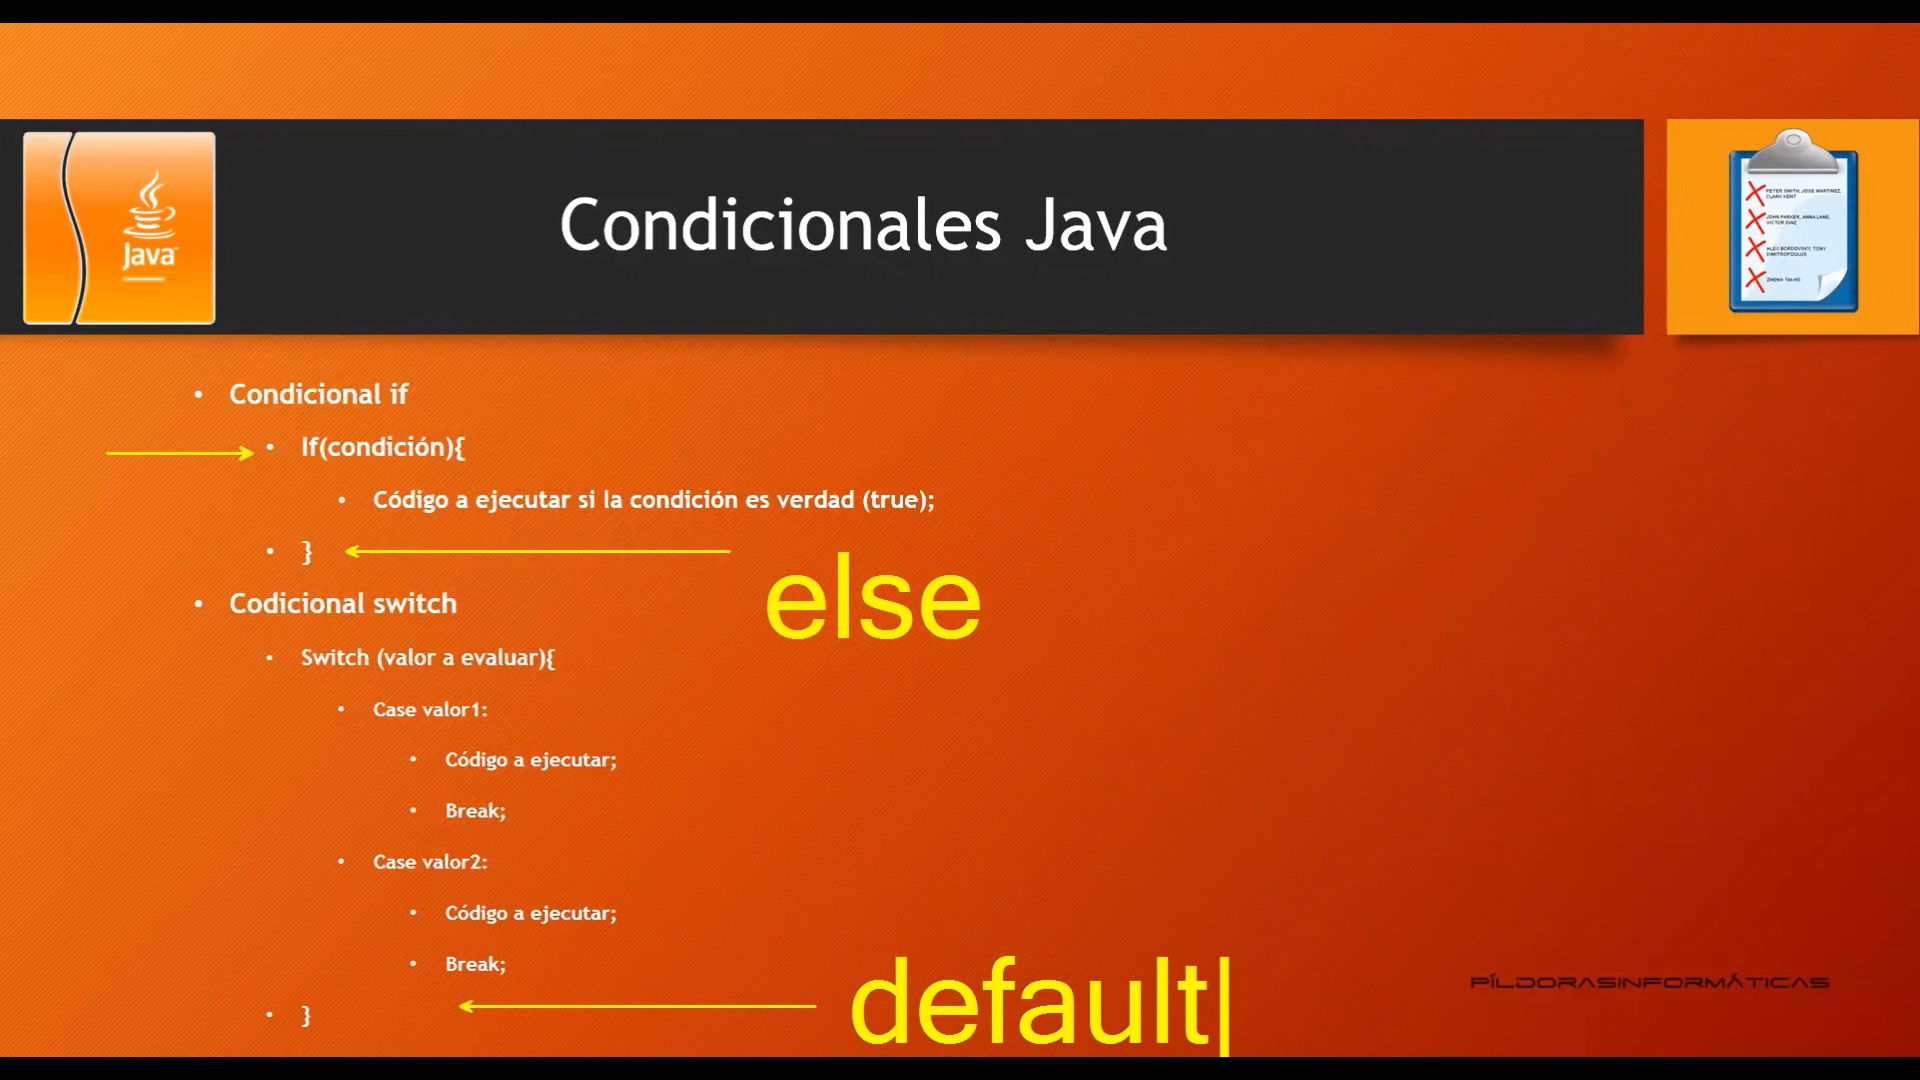 Java
Condicionales Java
PETER SMITH, JOSE MARTINEZ,
CLARK KENT
JOHN PARKER, ANNA LANE,
VICTOR DIAZ
ALEX BORDOVSKY, TONY
DIMITROPOULUS
ZHENG TAI-HO
• Condicional if
• If(condición){
• Código a ejecutar si la condición es verdad (true);
• }
else
• Codicional switch
• Switch (valor a evaluar){
• Case valor1:
• Código a ejecutar;
• Break;
• Case valor2:
• Código a ejecutar;
• Break;
• }
default
PÍLDORASINFORMÁTICAS